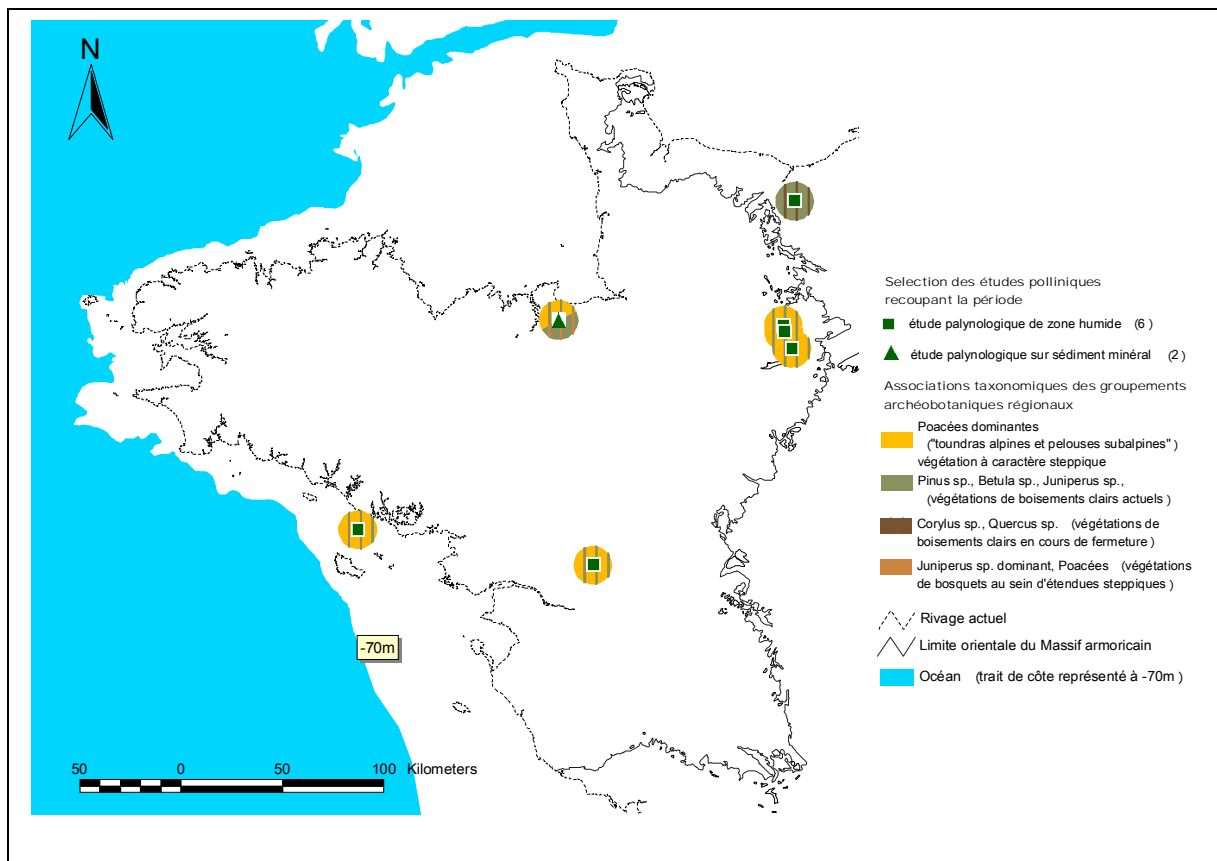 N
Selection des études polliniques
recoupant la période
étude palynologique de zone humide (6 )
étude palynologique sur sédiment minéral (2 )
Associations taxonomiques des groupements
archéobotaniques régionaux
Poacées dominantes
("toundras alpines et pelouses subalpines" )
végétation à caractère steppique
Pinus sp., Betula sp., Juniperus sp.,
(végétations de boisements clairs actuels )
Corylus sp., Quercus sp. (végétations de
boisements clairs en cours de fermeture )
Juniperus sp. dominant, Poacées (végétations
de bosquets au sein d'étendues steppiques )
Rivage actuel
Limite orientale du Massif armoricain
Océan (trait de côte représenté à -70m )
-70m
50 0 50 100 Kilometers